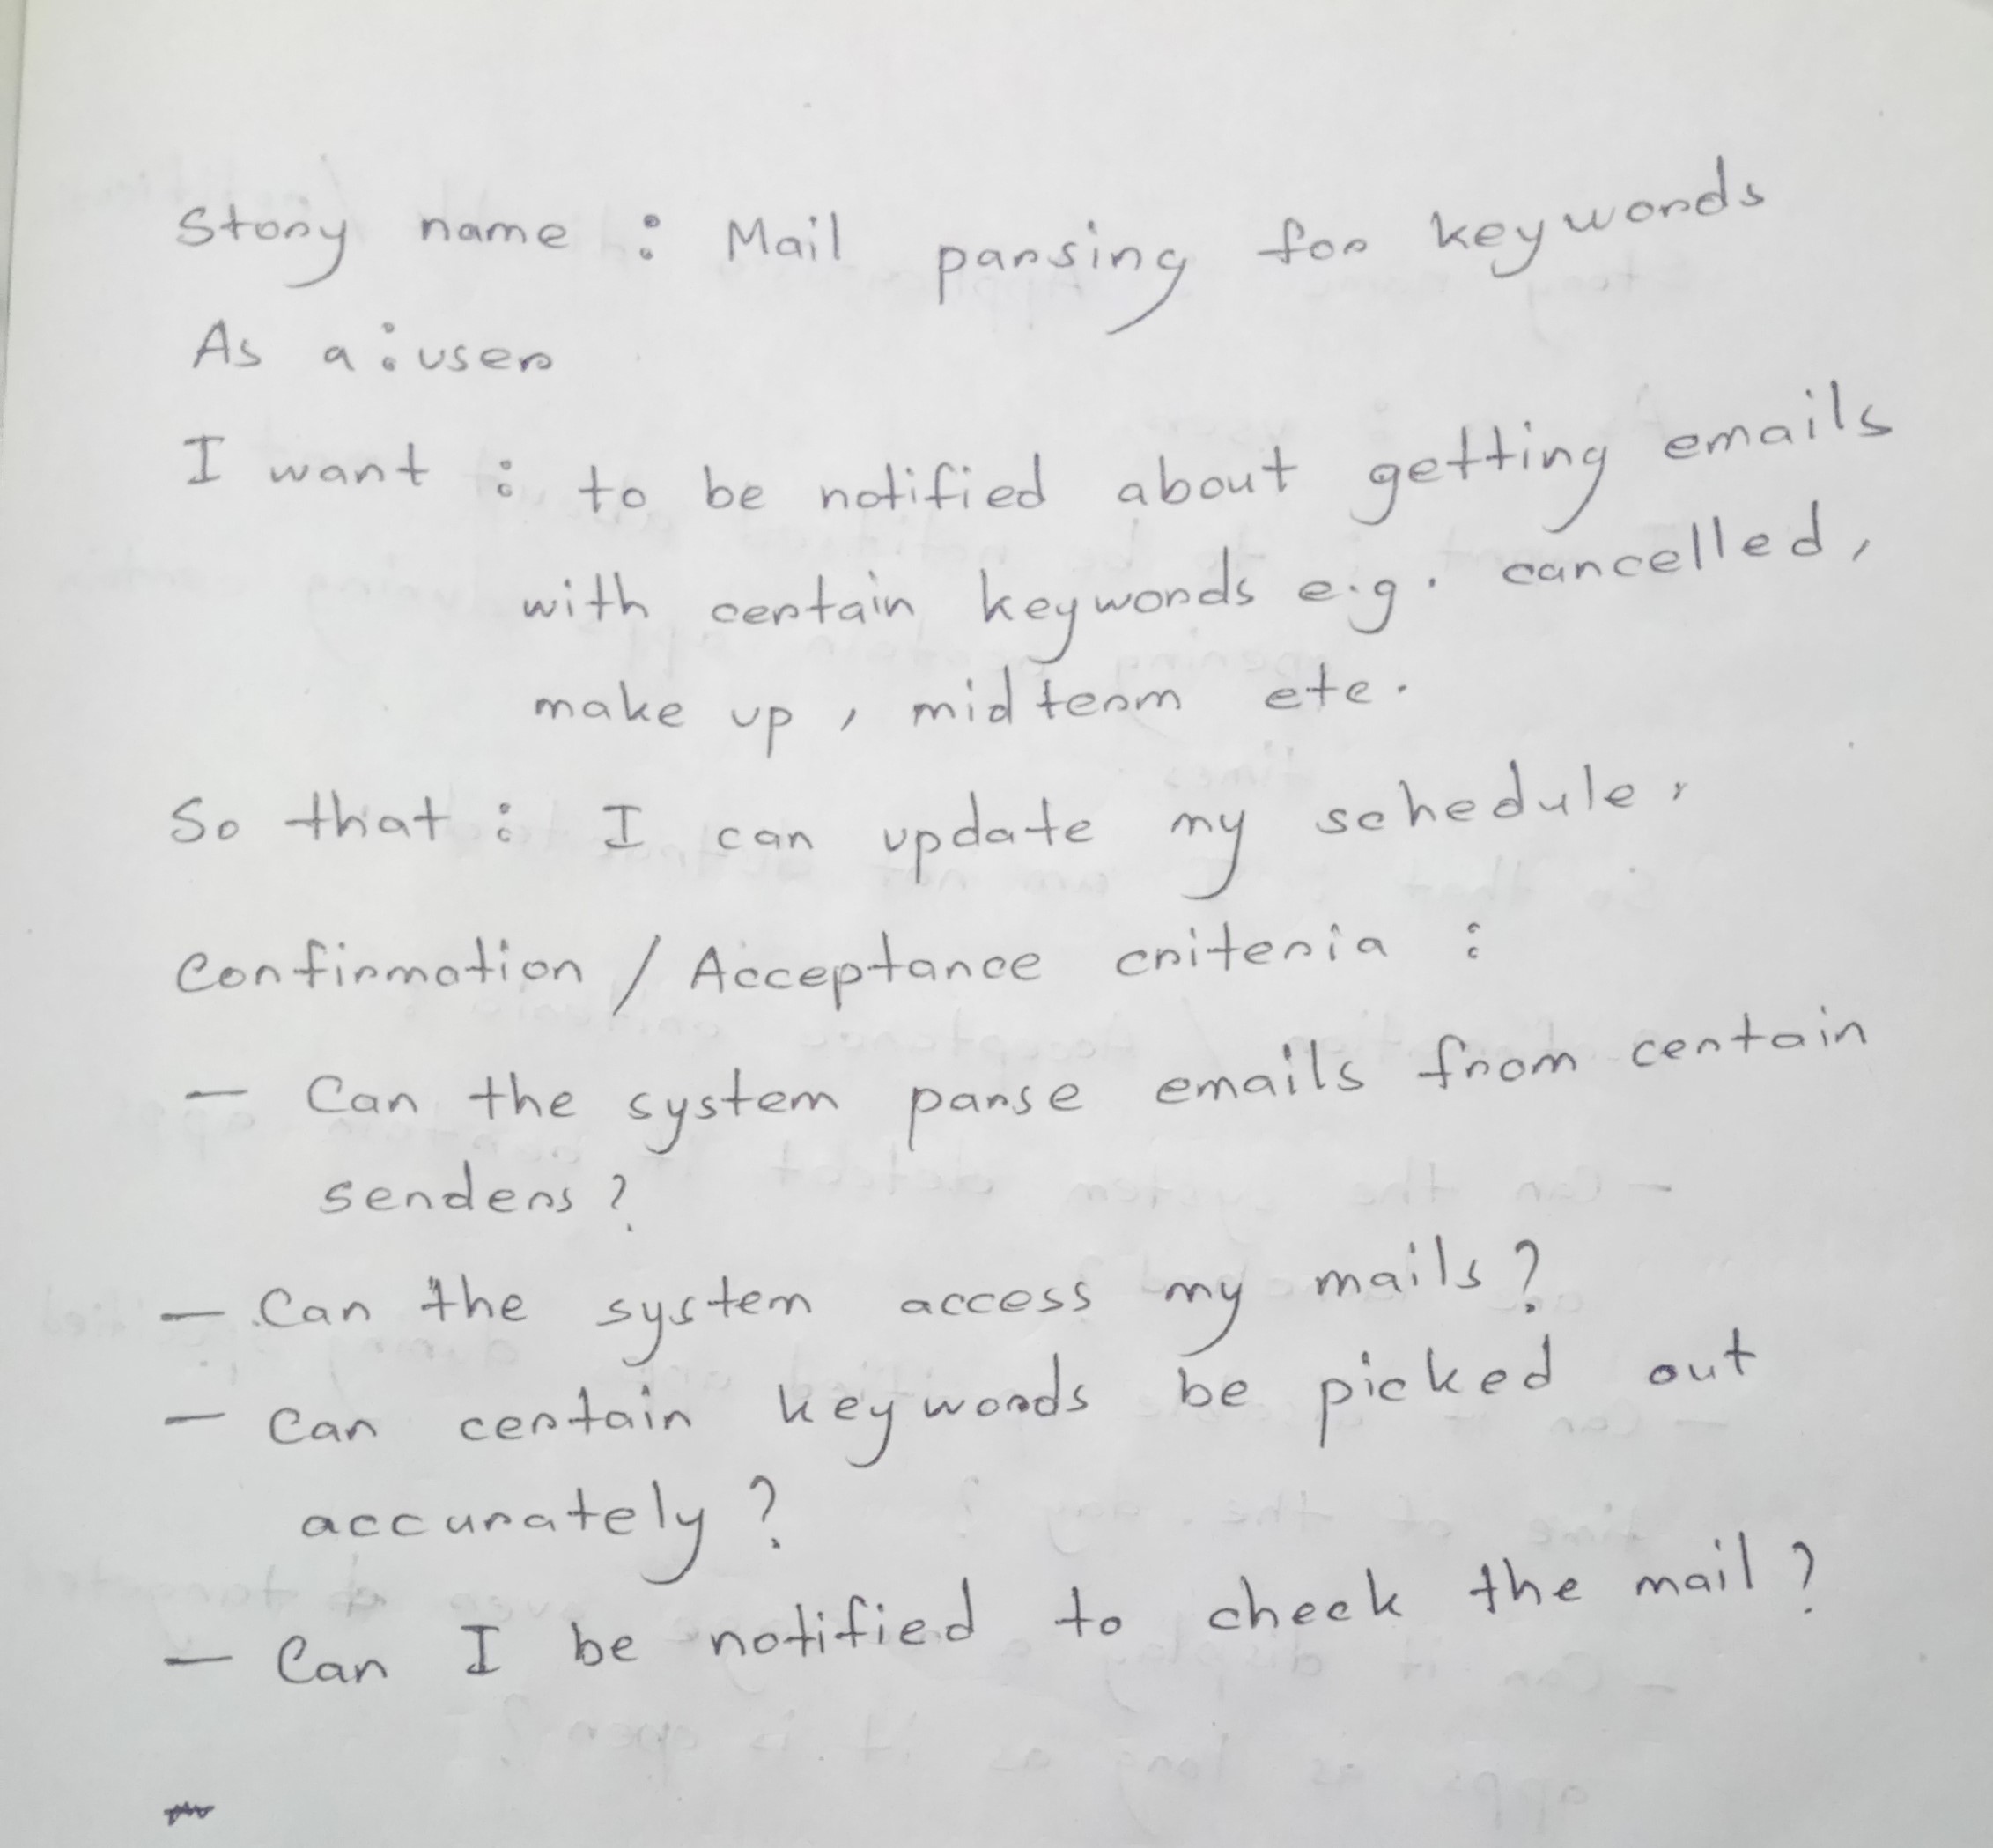 Story name : Mail parsing for keywords
As a : user
I want : to be notified about getting emails
with certain keywords e.g. cancelled,
make up, midterm etc.
So that : I can update my schedule.
Confirmation / Acceptance criteria :
- Can the system parse emails from certain
senders?
- Can the system access my mails?
- Can certain keywords be picked out
accurately?
- Can I be notified to check the mail?